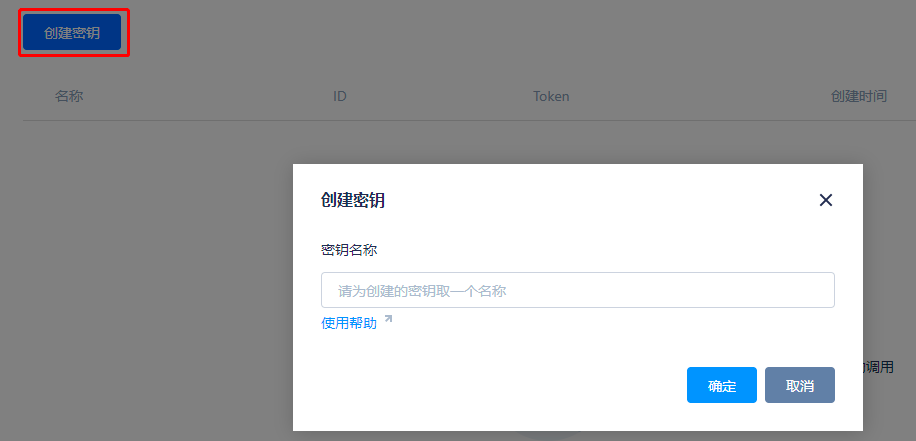 创建密钥
名称 ID Token 创建时间
创建密钥
密钥名称
请为创建的密钥取一个名称
使用帮助
调用
确定 取消